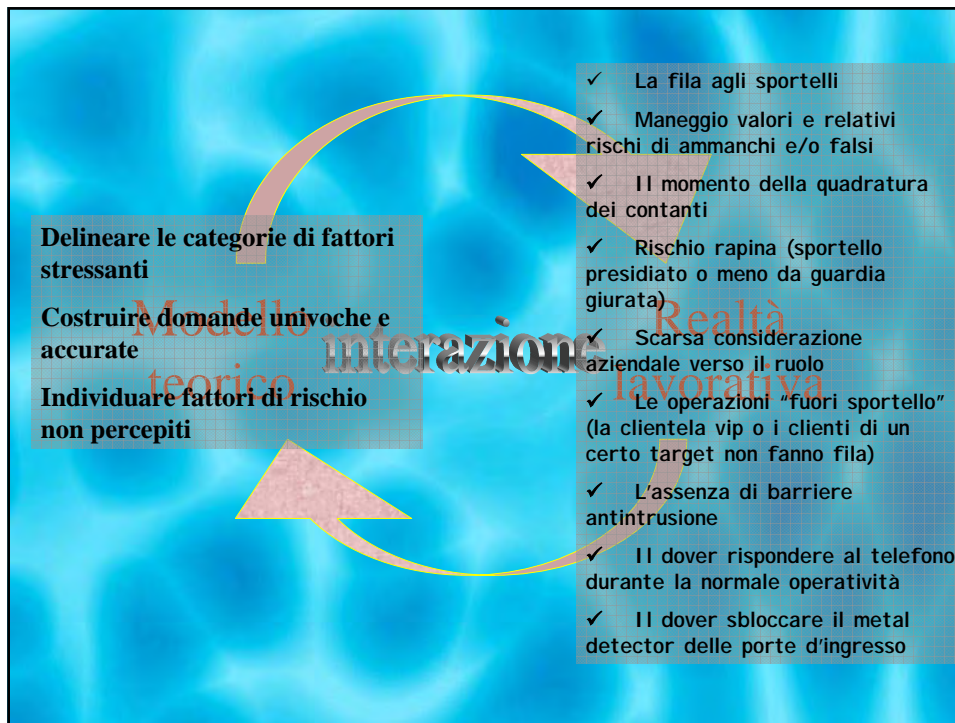 Delineare le categorie di fattori
stressanti
Costruire domande univoche e
accurate
Individuare fattori di rischio
non percepiti
Modello
teorico
interazione
Realtà
lavorativa
✓ La fila agli sportelli
✓ Maneggio valori e relativi
rischi di ammanchi e/o falsi
✓ Il momento della quadratura
dei contanti
✓ Rischio rapina (sportello
presidiato o meno da guardia
giurata)
✓ Scarsa considerazione
aziendale verso il ruolo
✓ Le operazioni “fuori sportello”
(la clientela vip o i clienti di un
certo target non fanno fila)
✓ L’assenza di barriere
antintrusione
✓ Il dover rispondere al telefono
durante la normale operatività
✓ Il dover sbloccare il metal
detector delle porte d’ingresso